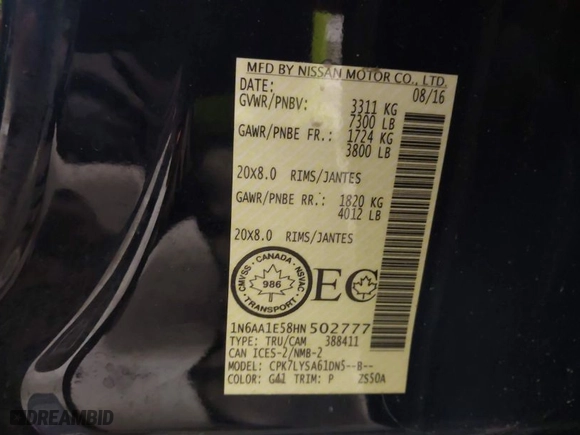 MFD BY NISSAN MOTOR CO., LTD.
DATE: 08/16
GVWR/PNBV: 3311 KG
7300 LB
GAWR/PNBE FR.: 1724 KG
3800 LB
20X8.0 RIMS/JANTES
GAWR/PNBE RR.: 1820 KG
4012 LB
20X8.0 RIMS/JANTES
CMVSS - CANADA - NSVAC
986
TRANSPORT
EC
1N6AA1E58HN502777
TYPE: TRU/CAM 388411
CAN ICES-2/NMB-2
MODEL: CPK7LYSA61DN5--B--
COLOR: GA1 TRIM: P ZS50A
DREAMBID